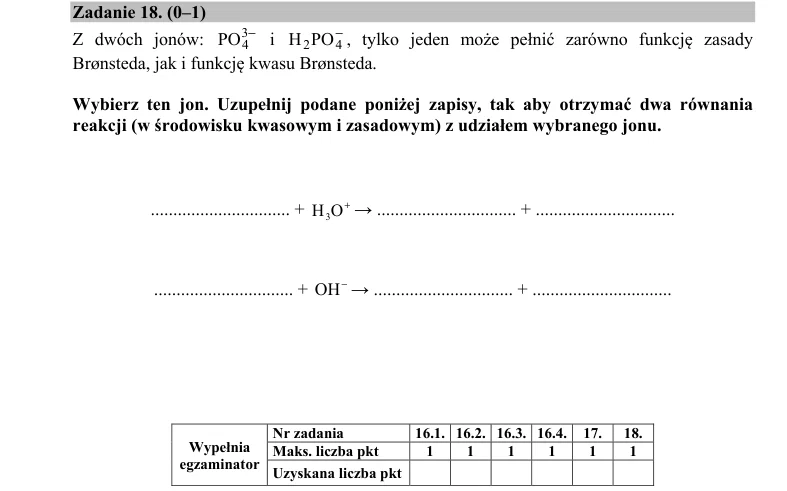 Zadanie 18. (0–1)
Z dwóch jonów: PO₄³⁻ i H₂PO₄⁻, tylko jeden może pełnić zarówno funkcję zasady
Brønsteda, jak i funkcję kwasu Brønsteda.
Wybierz ten jon. Uzupełnij podane poniżej zapisy, tak aby otrzymać dwa równania
reakcji (w środowisku kwasowym i zasadowym) z udziałem wybranego jonu.
............................... + H₃O⁺ → ............................... + ...............................
............................... + OH⁻ → ............................... + ...............................
Wypełnia egzaminator
Nr zadania 16.1. 16.2. 16.3. 16.4. 17. 18.
Maks. liczba pkt 1 1 1 1 1 1
Uzyskana liczba pkt